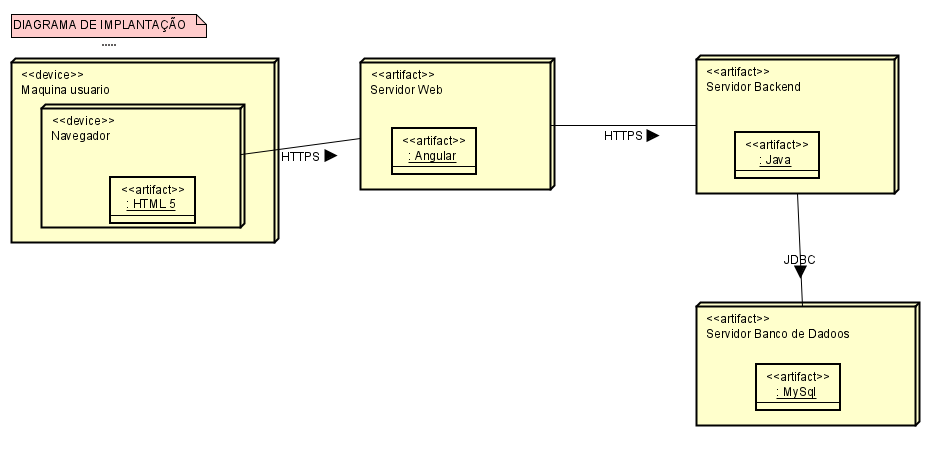 DIAGRAMA DE IMPLANTAÇÃO
.....
<<device>>
Maquina usuario
<<device>>
Navegador
<<artifact>>
: HTML 5
HTTPS
<<artifact>>
Servidor Web
<<artifact>>
: Angular
HTTPS
<<artifact>>
Servidor Backend
<<artifact>>
: Java
JDBC
<<artifact>>
Servidor Banco de Dadoos
<<artifact>>
: MySql